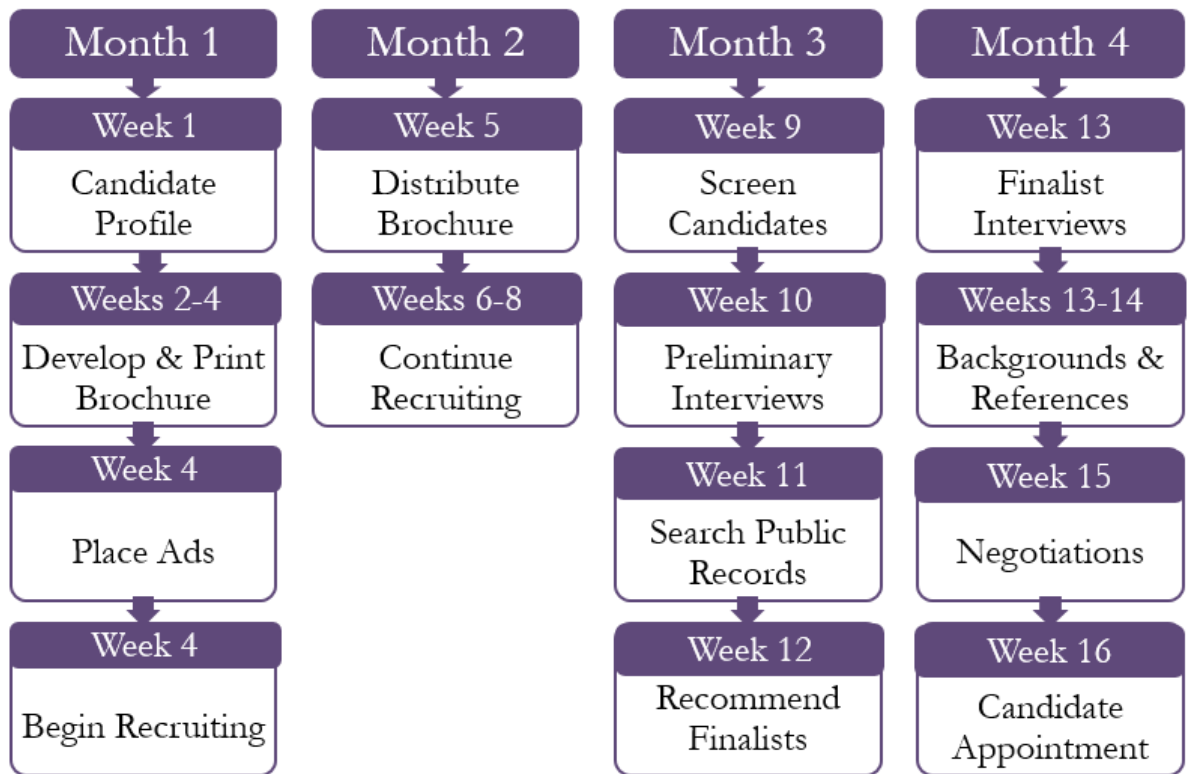 Month 1
Week 1
Candidate
Profile
Weeks 2-4
Develop & Print
Brochure
Week 4
Place Ads
Week 4
Begin Recruiting
Month 2
Week 5
Distribute
Brochure
Weeks 6-8
Continue
Recruiting
Month 3
Week 9
Screen
Candidates
Week 10
Preliminary
Interviews
Week 11
Search Public
Records
Week 12
Recommend
Finalists
Month 4
Week 13
Finalist
Interviews
Weeks 13-14
Backgrounds &
References
Week 15
Negotiations
Week 16
Candidate
Appointment